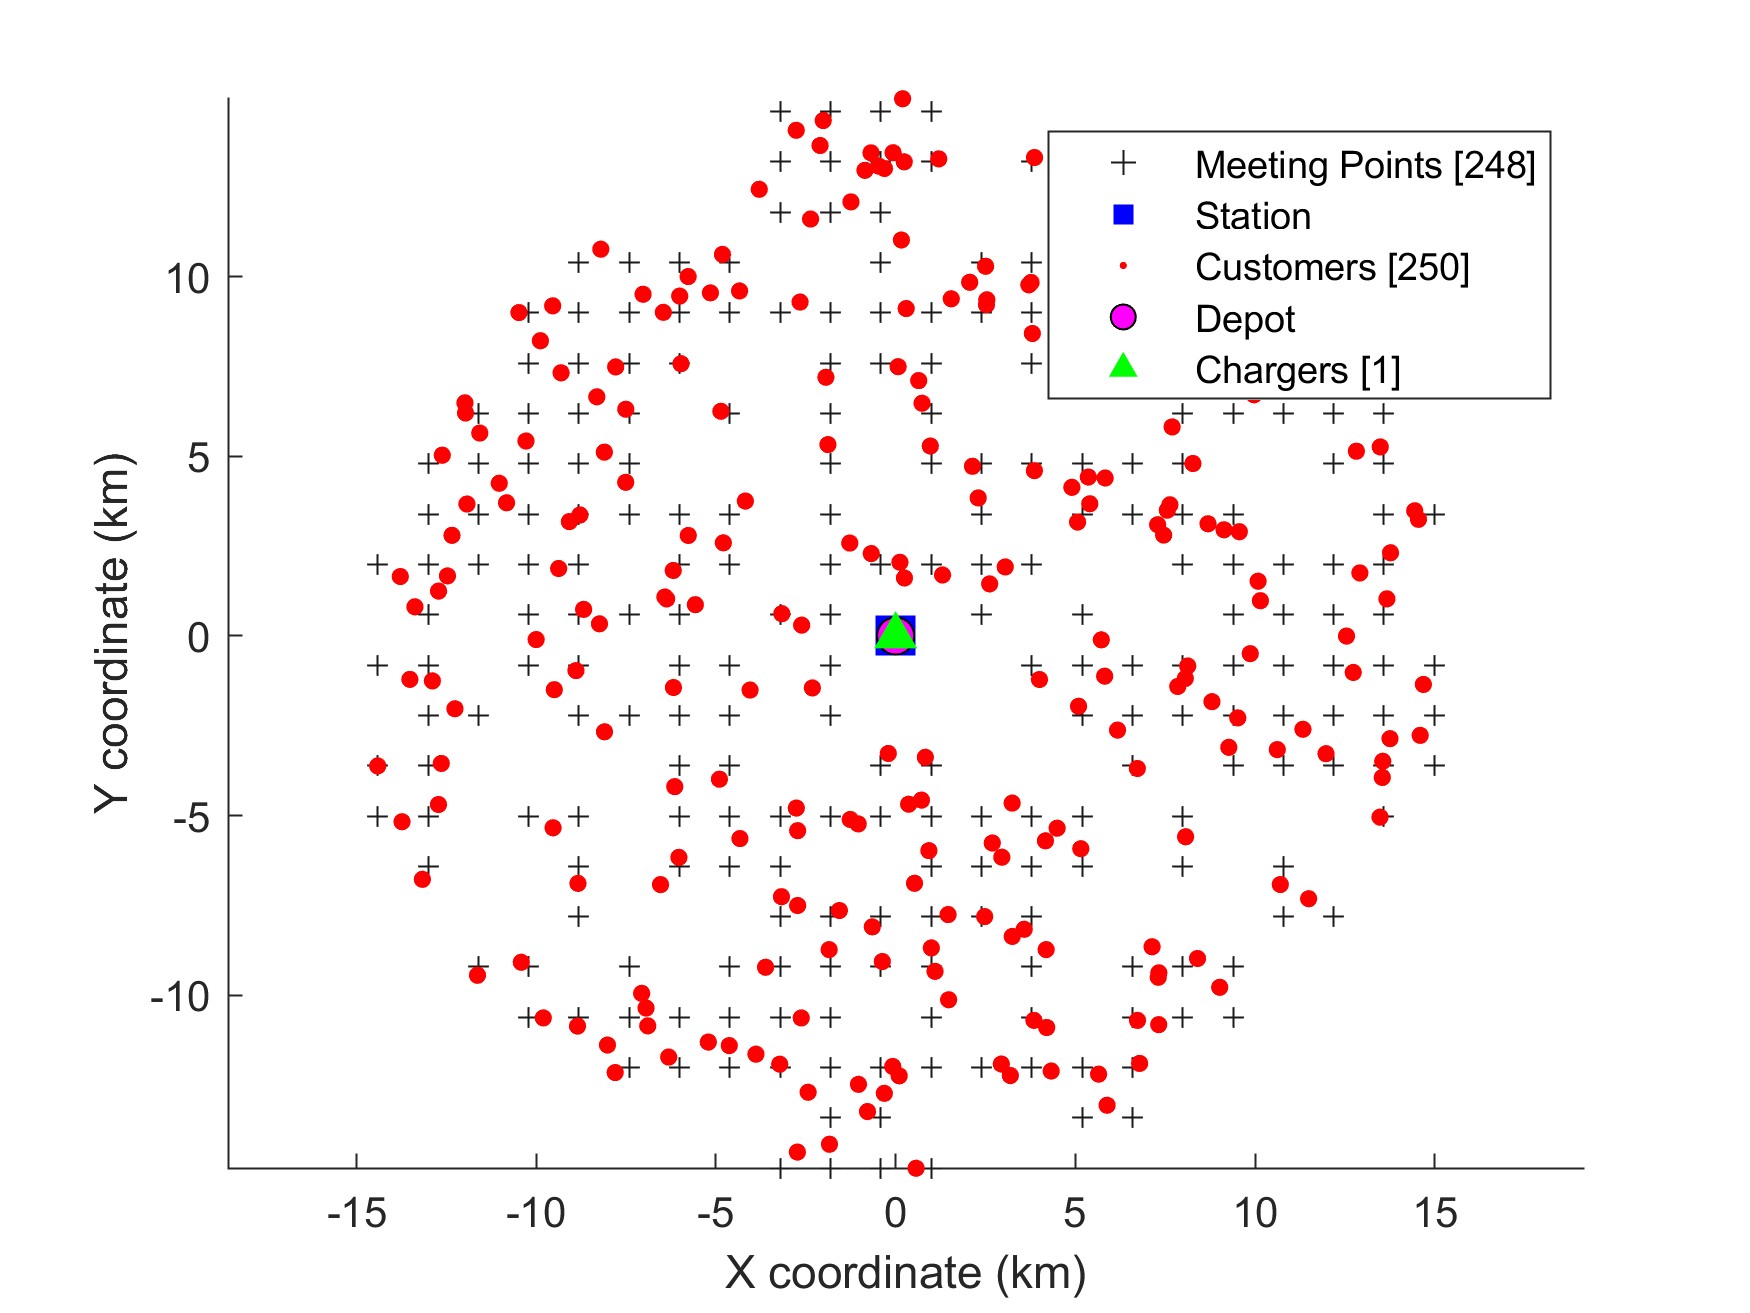 Meeting Points [248]
Station
Customers [250]
Depot
Chargers [1]
10
5
0
-5
-10
Y coordinate (km)
-15 -10 -5 0 5 10 15
X coordinate (km)